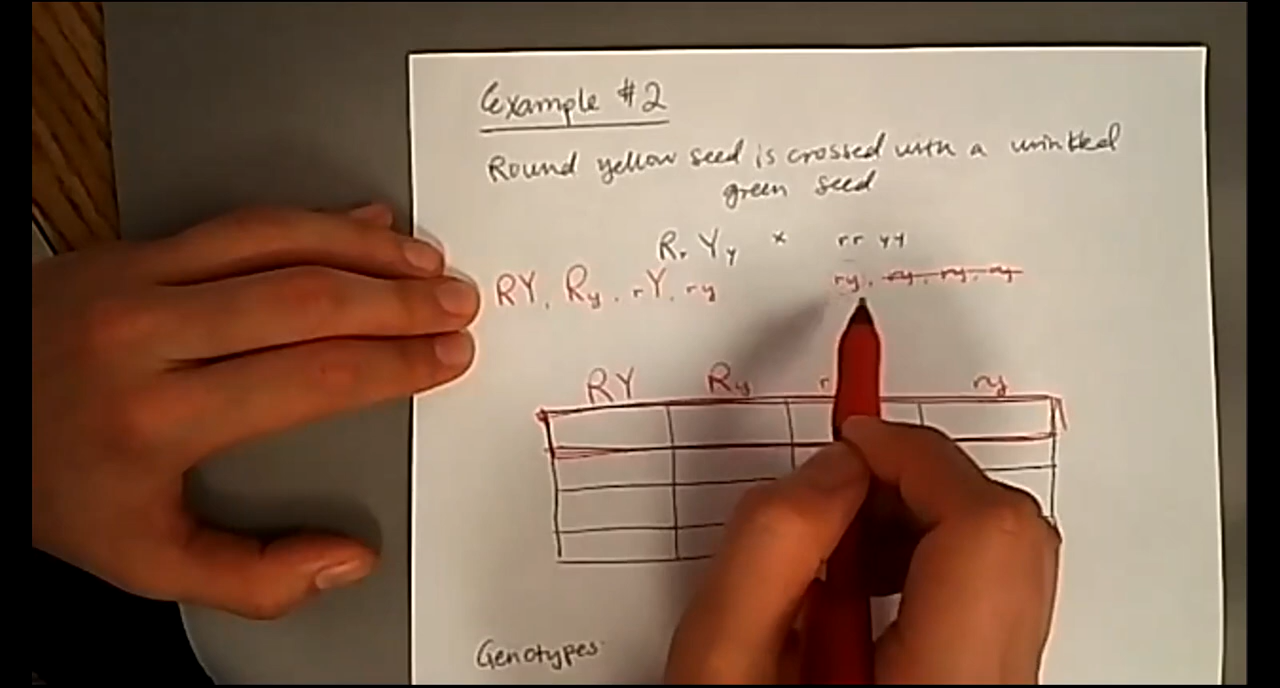 Example #2
Round yellow seed is crossed with a wrinkled
green seed
Rr Yy × rr yy
RY, Ry, rY, ry ry, ry, ry, ry
RY Ry r ry
Genotypes: